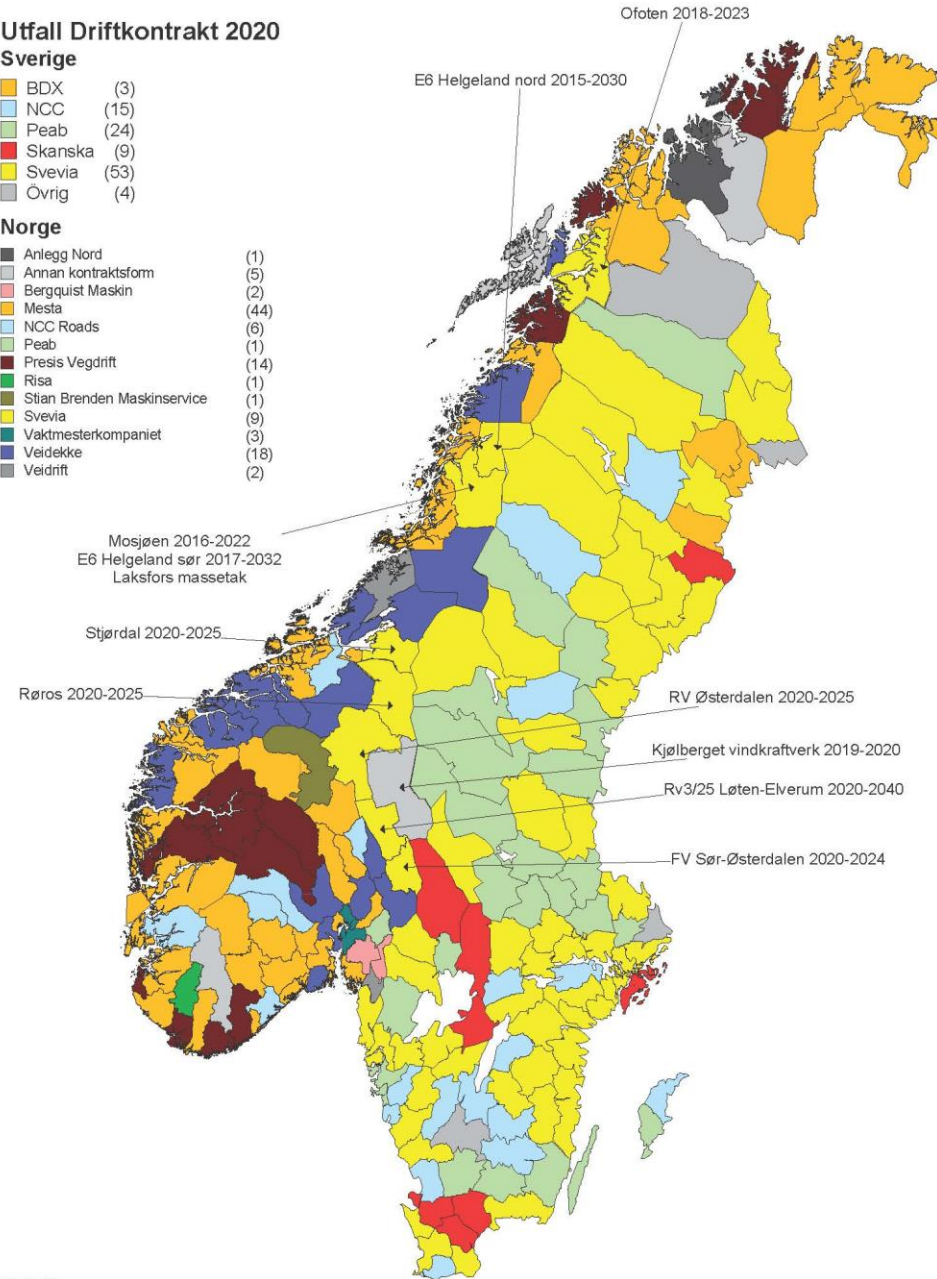 Utfall Driftkontrakt 2020
Sverige
BDX (3)
NCC (15)
Peab (24)
Skanska (9)
Svevia (53)
Övrig (4)
Norge
Anlegg Nord (1)
Annan kontraktsform (5)
Bergquist Maskin (2)
Mesta (44)
NCC Roads (6)
Peab (1)
Presis Vegdrift (14)
Risa (1)
Stian Brenden Maskinservice (1)
Svevia (9)
Vaktmesterkompaniet (3)
Veidekke (18)
Veidrift (2)
Ofoten 2018-2023
E6 Helgeland nord 2015-2030
Mosjøen 2016-2022
E6 Helgeland sør 2017-2032
Laksfors massetak
Stjørdal 2020-2025
Røros 2020-2025
RV Østerdalen 2020-2025
Kjølberget vindkraftverk 2019-2020
Rv3/25 Løten-Elverum 2020-2040
FV Sør-Østerdalen 2020-2024